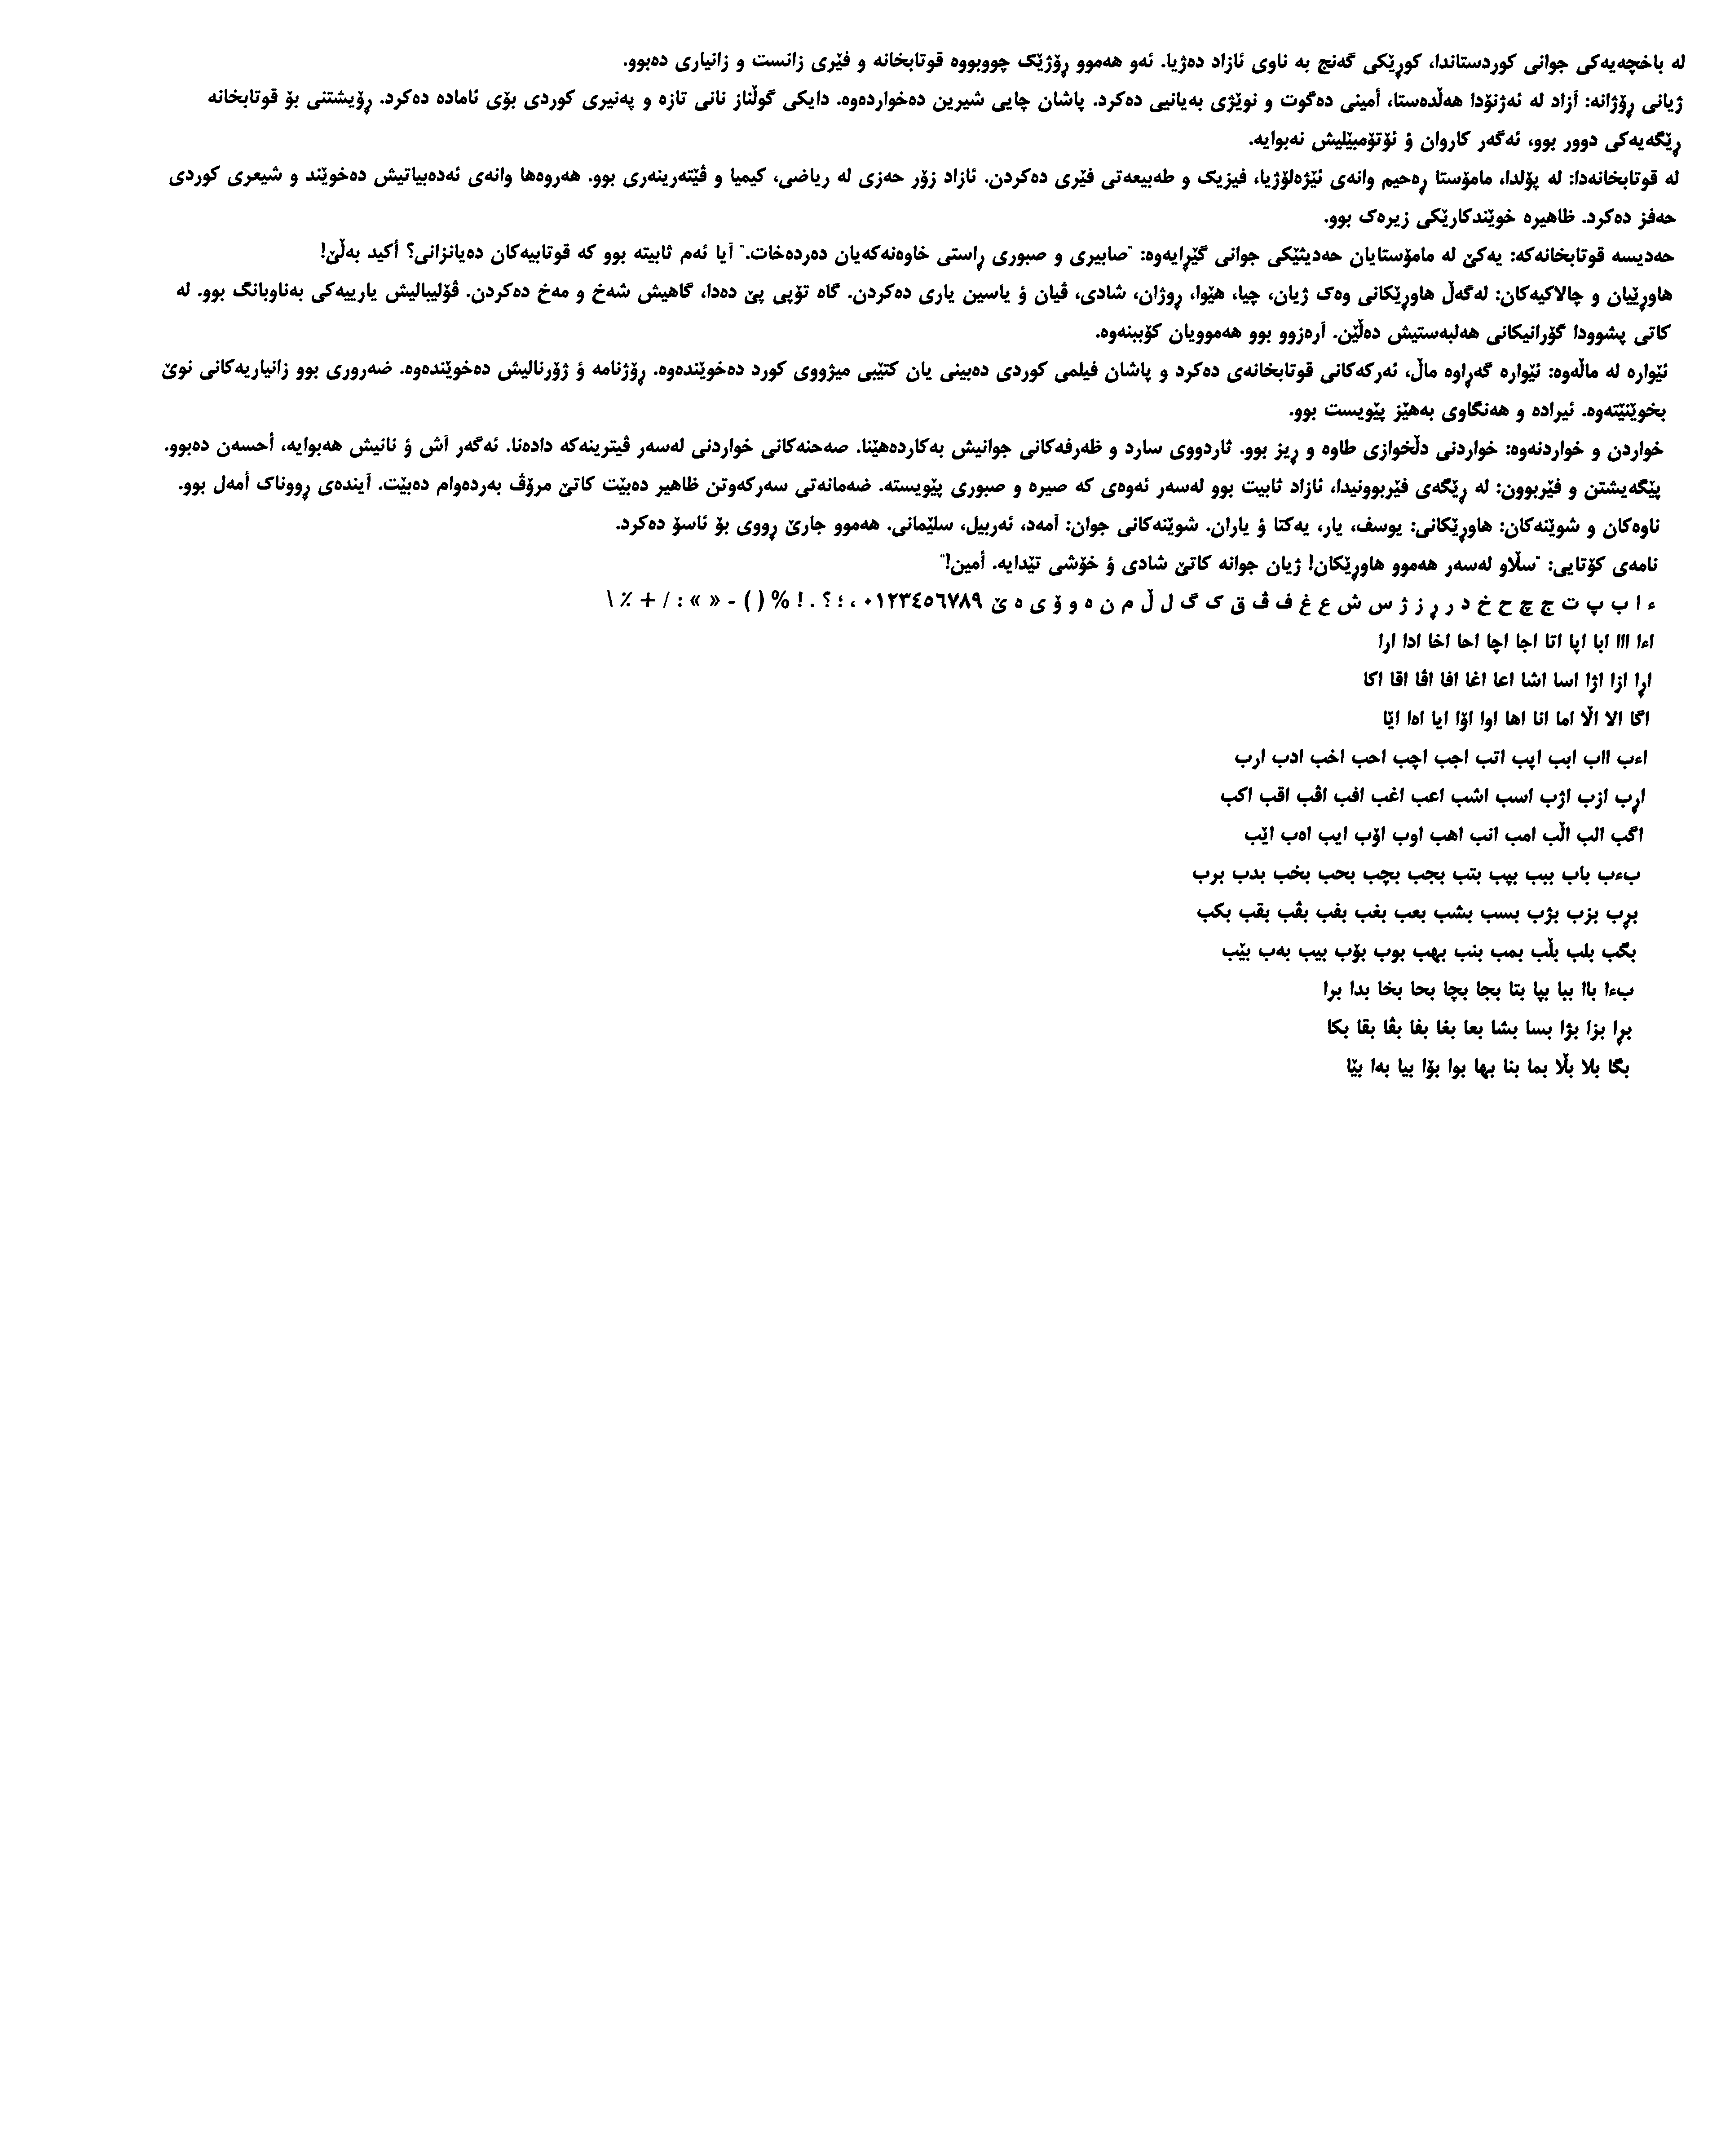 لە باخچەیەکی جوانی کوردستاندا، کوڕێکی گەنج بە ناوی ئازاد دەژیا. ئەو هەموو ڕۆژێک چووبووە قوتابخانە و فێری زانست و زانیاری دەبوو.
ژیانی ڕۆژانە: آزاد لە ئەژنۆدا هەڵدەستا، أمینی دەگوت و نوێژی بەیانیی دەکرد. پاشان چایی شیرین دەخواردەوە. دایکی گوڵناز نانی تازە و پەنیری کوردی بۆی ئامادە دەکرد. ڕۆیشتنی بۆ قوتابخانە
ڕێگەیەکی دوور بوو، ئەگەر کاروان ؤ ئۆتۆمبێلیش نەبوایە.
لە قوتابخانەدا: لە پۆلدا، مامۆستا ڕەحیم وانەی ئێژەلۆژیا، فیزیک و طەبیعەتی فێری دەکردن. ئازاد زۆر حەزی لە ریاضی، کیمیا و ڤێتەرینەری بوو. هەروەها وانەی ئەدەبیاتیش دەخوێند و شیعری کوردی
حەفز دەکرد. ظاهیرە خوێندکارێکی زیرەک بوو.
حەدیسە قوتابخانەکە: یەکێ لە مامۆستایان حەدیثێکی جوانی گێڕایەوە: "صابیری و صبوری ڕاستی خاوەنەکەیان دەردەخات." آیا ئەم ثابیتە بوو کە قوتابیەکان دەیانزانی؟ أکید بەڵێ!
هاوڕێیان و چالاکیەکان: لەگەڵ هاوڕێکانی وەک ژیان، چیا، هێوا، ڕوژان، شادی، ڤیان ؤ یاسین یاری دەکردن. گاە تۆپی پێ دەدا، گاهیش شەخ و مەخ دەکردن. ڤۆلیبالیش یارییەکی بەناوبانگ بوو. لە
کاتی پشوودا گۆرانیکانی هەلبەستیش دەڵێن. آرەزوو بوو هەموویان کۆببنەوە.
ئێوارە لە ماڵەوە: ئێوارە گەڕاوە ماڵ، ئەرکەکانی قوتابخانەی دەکرد و پاشان فیلمی کوردی دەبینی یان کتێبی میژووی کورد دەخوێندەوە. ڕۆژنامە ؤ ژۆرنالیش دەخوێندەوە. ضەروری بوو زانیاریەکانی نوێ
بخوێنێتەوە. ئیرادە و هەنگاوی بەهێز پێویست بوو.
خواردن و خواردنەوە: خواردنی دڵخوازی طاوە و ڕیز بوو. ثاردووی سارد و ظەرفەکانی جوانیش بەکاردەهێنا. صەحنەکانی خواردنی لەسەر ڤیترینەکە دادەنا. ئەگەر آش ؤ نانیش هەبوایە، أحسەن دەبوو.
پێگەیشتن و فێربوون: لە ڕێگەی فێربوونیدا، ئازاد ثابیت بوو لەسەر ئەوەی کە صیرە و صبوری پێویستە. ضەمانەتی سەرکەوتن ظاهیر دەبێت کاتێ مرۆڤ بەردەوام دەبێت. آیندەی ڕووناک أمەل بوو.
ناوەکان و شوێنەکان: هاوڕێکانی: یوسف، یار، یەکتا ؤ یاران. شوێنەکانی جوان: آمەد، ئەربیل، سلێمانی. هەموو جارێ ڕووی بۆ ئاسۆ دەکرد.
نامەی کۆتایی: "سڵاو لەسەر هەموو هاوڕێکان! ژیان جوانە کاتێ شادی ؤ خۆشی تێدایە. أمین!"
ء ا ب پ ت ج چ ح خ د ر ڕ ز ژ س ش ع غ ف ڤ ق ک گ ل ڵ م ن ه و ۆ ی ە ێ ٠١٢٣٤٥٦٧٨٩ ، ؛ ؟ . ! % ( ) - « » : / + ٪ \
اءا ااا ابا اپا اتا اجا اچا احا اخا ادا ارا
اڕا ازا اژا اسا اشا اعا اغا افا اڤا اقا اکا
اگا الا اڵا اما انا اها اوا اۆا ایا اەا اێا
اءب ااب ابب اپب اتب اجب اچب احب اخب ادب ارب
اڕب ازب اژب اسب اشب اعب اغب افب اڤب اقب اکب
اگب الب اڵب امب انب اهب اوب اۆب ایب اەب اێب
بءب باب ببب بپب بتب بجب بچب بحب بخب بدب برب
بڕب بزب بژب بسب بشب بعب بغب بفب بڤب بقب بکب
بگب بلب بڵب بمب بنب بهب بوب بۆب بیب بەب بێب
بءا باا ببا بپا بتا بجا بچا بحا بخا بدا برا
بڕا بزا بژا بسا بشا بعا بغا بفا بڤا بقا بکا
بگا بلا بڵا بما بنا بها بوا بۆا بیا بەا بێا